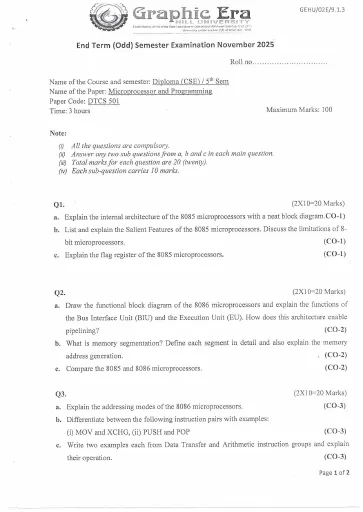 GEHU/02E/9.1.3
Graphic Era
HILL UNIVERSITY
End Term (Odd) Semester Examination November 2025
Roll no..............................
Name of the Course and semester: Diploma (CSE) / 5th Sem
Name of the Paper: Microprocessor and Programming
Paper Code: DTCS 501
Time: 3 hours Maximum Marks: 100
Note:
(i) All the questions are compulsory.
(ii) Answer any two sub questions from a, b and c in each main question.
(iii) Total marks for each question are 20 (twenty).
(iv) Each sub-question carries 10 marks.
Q1. (2X10=20 Marks)
a. Explain the internal architecture of the 8085 microprocessors with a neat block diagram.CO-1)
b. List and explain the Salient Features of the 8085 microprocessors. Discuss the limitations of 8-
bit microprocessors. (CO-1)
c. Explain the flag register of the 8085 microprocessors. (CO-1)
Q2. (2X10=20 Marks)
a. Draw the functional block diagram of the 8086 microprocessors and explain the functions of
the Bus Interface Unit (BIU) and the Execution Unit (EU). How does this architecture enable
pipelining? (CO-2)
b. What is memory segmentation? Define each segment in detail and also explain the memory
address generation. (CO-2)
c. Compare the 8085 and 8086 microprocessors. (CO-2)
Q3. (2X10=20 Marks)
a. Explain the addressing modes of the 8086 microprocessors. (CO-3)
b. Differentiate between the following instruction pairs with examples:
(i) MOV and XCHG, (ii) PUSH and POP (CO-3)
c. Write two examples each from Data Transfer and Arithmetic instruction groups and explain
their operation. (CO-3)
Page 1 of 2